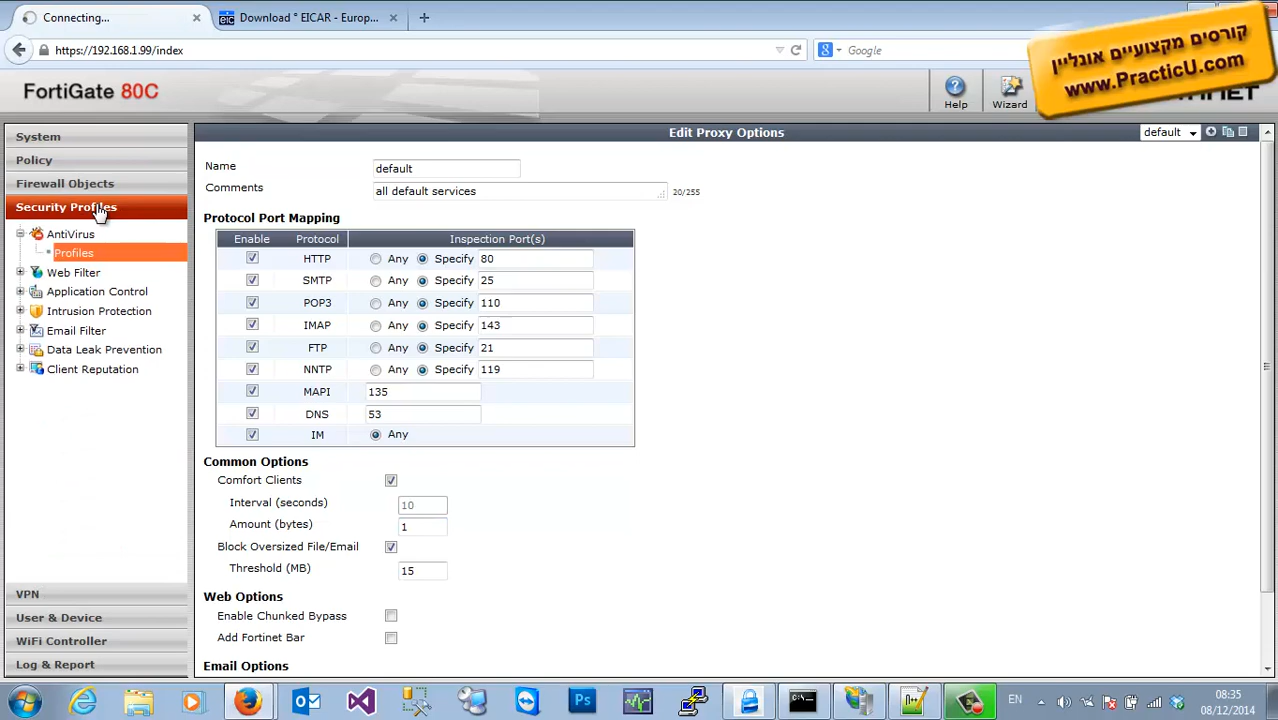 Connecting...
Download ° EICAR - Europ...
https://192.168.1.99/index
Google
קורסים מקצועיים אונליין
www.PracticU.com
FortiGate 80C
Help
Wizard
System
Policy
Firewall Objects
Security Profiles
AntiVirus
Profiles
Web Filter
Application Control
Intrusion Protection
Email Filter
Data Leak Prevention
Client Reputation
VPN
User & Device
WiFi Controller
Log & Report
Edit Proxy Options
default
Name default
Comments all default services 20/255
Protocol Port Mapping
Enable Protocol Inspection Port(s)
HTTP Any Specify 80
SMTP Any Specify 25
POP3 Any Specify 110
IMAP Any Specify 143
FTP Any Specify 21
NNTP Any Specify 119
MAPI 135
DNS 53
IM Any
Common Options
Comfort Clients
Interval (seconds) 10
Amount (bytes) 1
Block Oversized File/Email
Threshold (MB) 15
Web Options
Enable Chunked Bypass
Add Fortinet Bar
Email Options
EN
08:35
08/12/2014